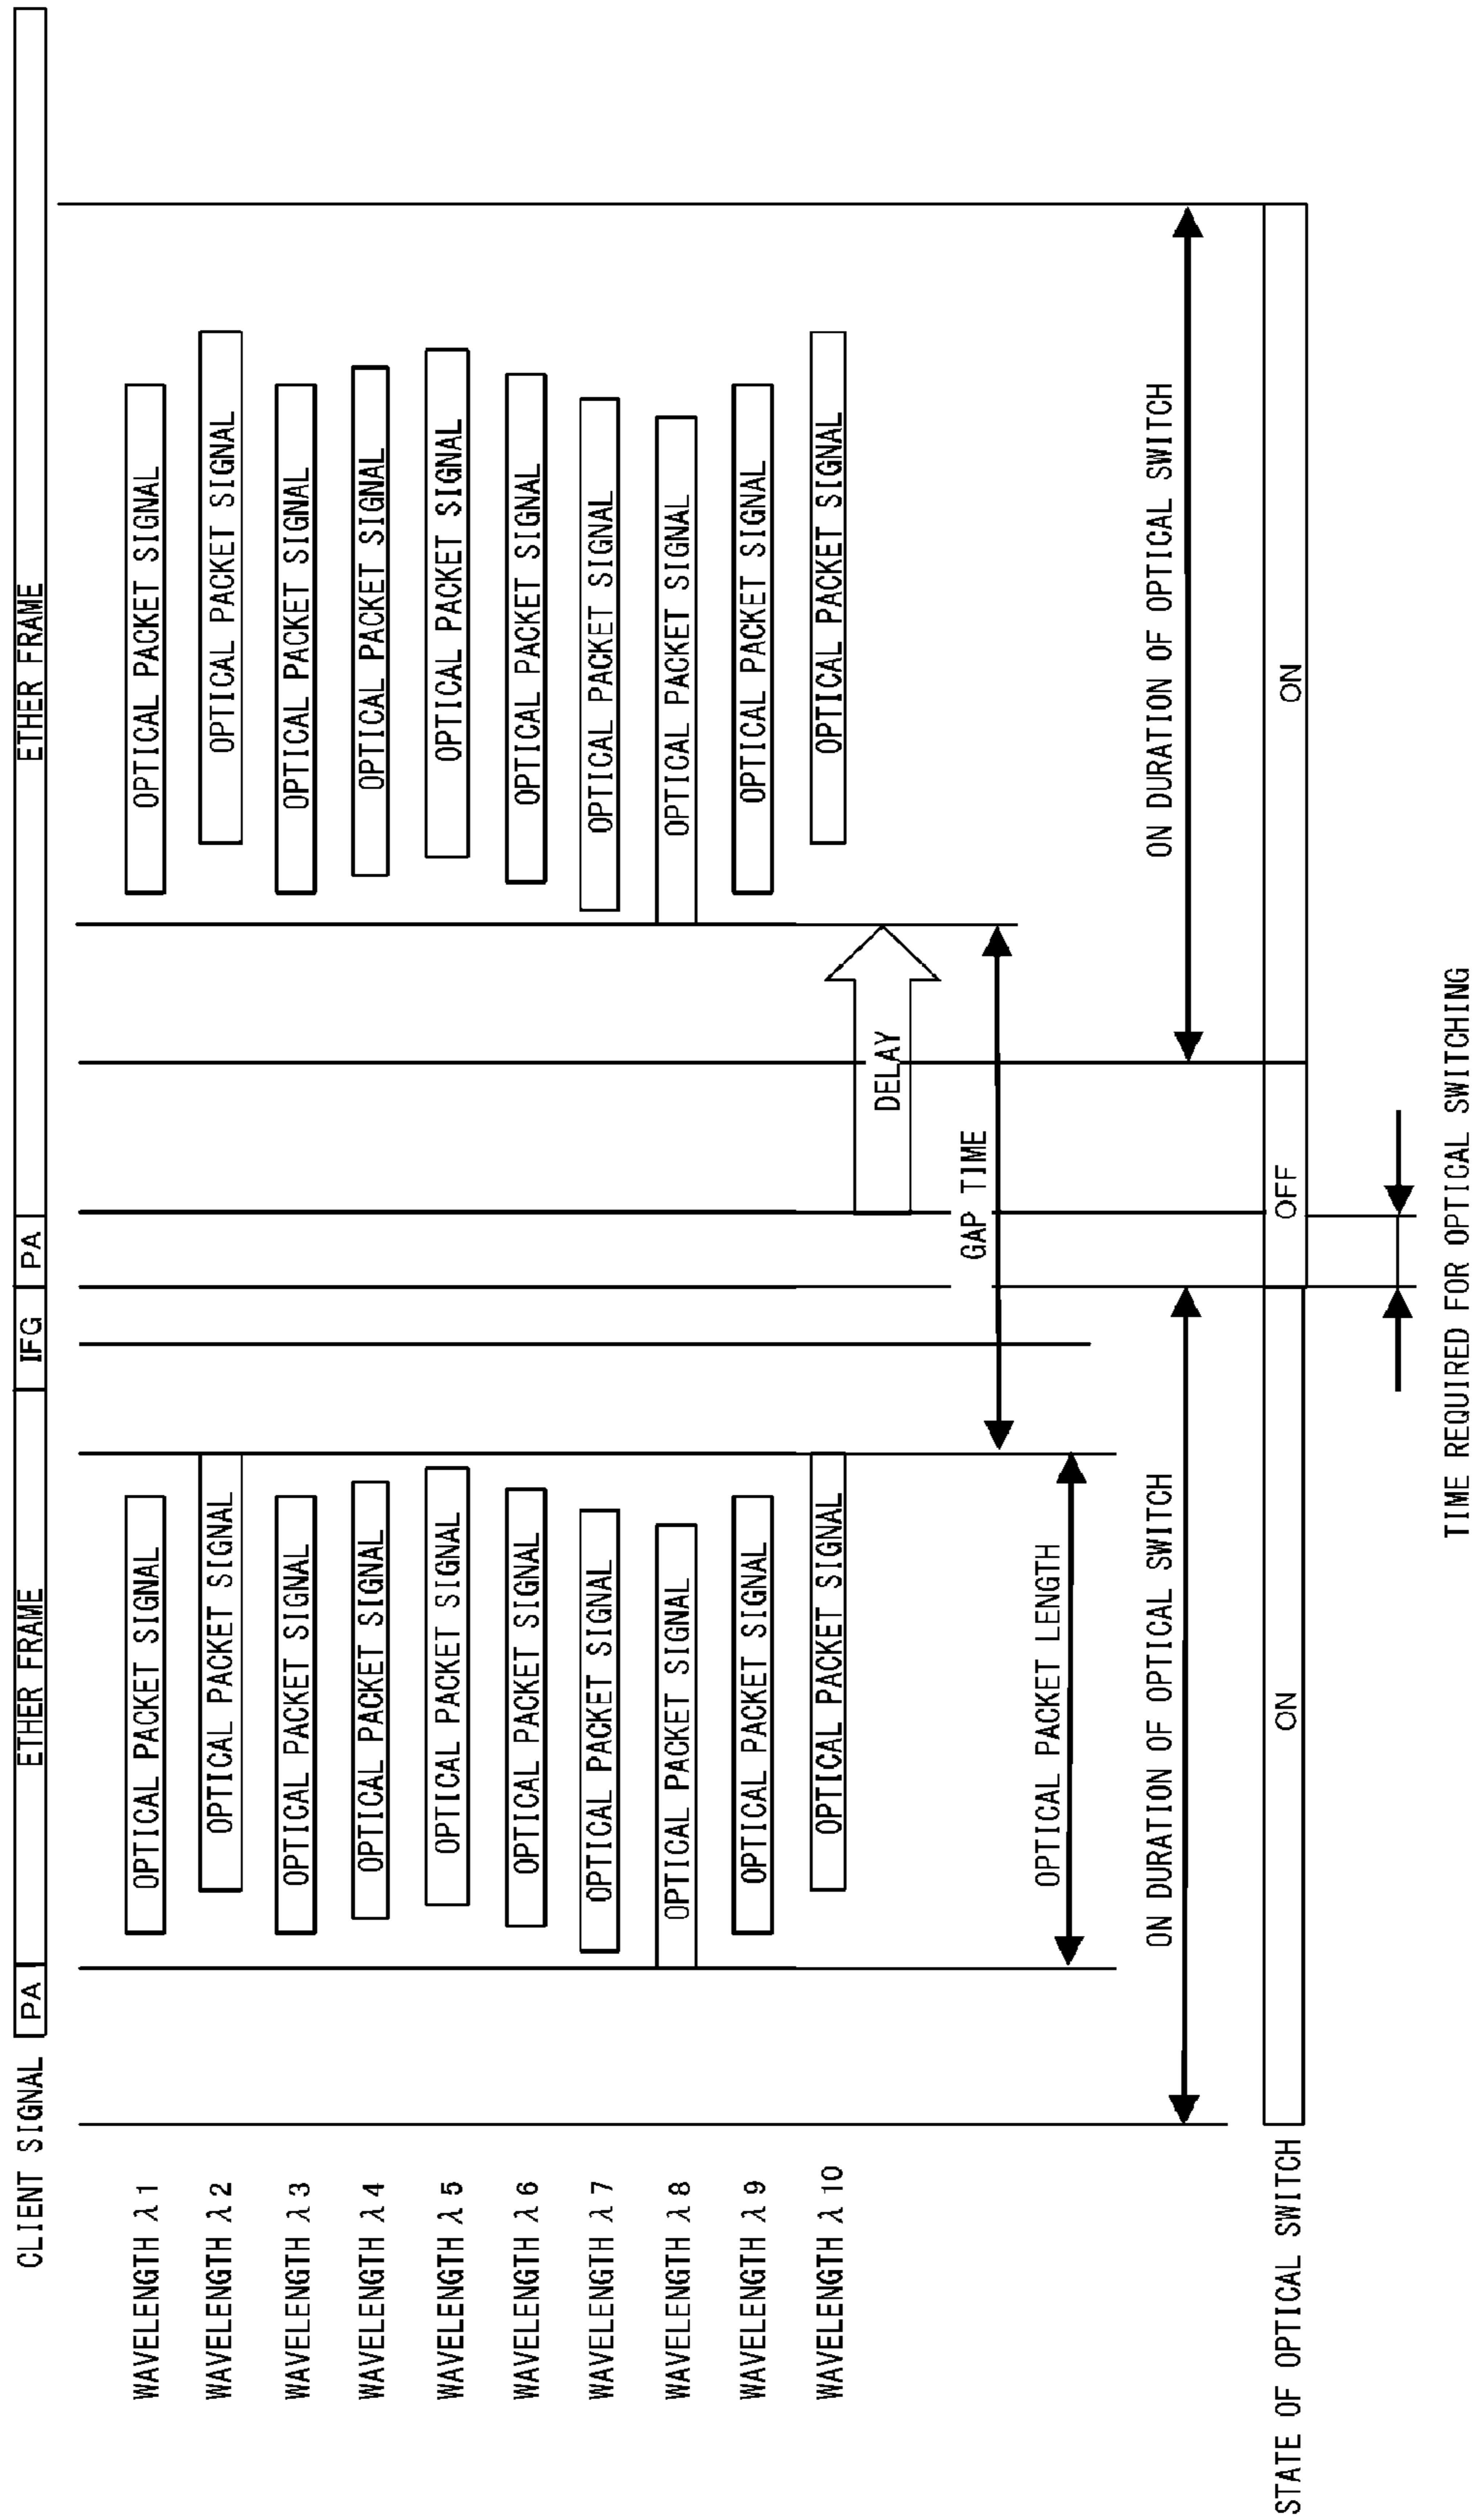 CLIENT SIGNAL
PA
ETHER FRAME
IFG
PA
ETHER FRAME
WAVELENGTH λ1
OPTICAL PACKET SIGNAL
OPTICAL PACKET SIGNAL
WAVELENGTH λ2
OPTICAL PACKET SIGNAL
OPTICAL PACKET SIGNAL
WAVELENGTH λ3
OPTICAL PACKET SIGNAL
OPTICAL PACKET SIGNAL
WAVELENGTH λ4
OPTICAL PACKET SIGNAL
OPTICAL PACKET SIGNAL
WAVELENGTH λ5
OPTICAL PACKET SIGNAL
OPTICAL PACKET SIGNAL
WAVELENGTH λ6
OPTICAL PACKET SIGNAL
OPTICAL PACKET SIGNAL
WAVELENGTH λ7
OPTICAL PACKET SIGNAL
OPTICAL PACKET SIGNAL
WAVELENGTH λ8
OPTICAL PACKET SIGNAL
OPTICAL PACKET SIGNAL
WAVELENGTH λ9
OPTICAL PACKET SIGNAL
OPTICAL PACKET SIGNAL
WAVELENGTH λ10
OPTICAL PACKET SIGNAL
OPTICAL PACKET SIGNAL
DELAY
GAP TIME
OPTICAL PACKET LENGTH
ON DURATION OF OPTICAL SWITCH
ON DURATION OF OPTICAL SWITCH
STATE OF OPTICAL SWITCH
ON
OFF
ON
TIME REQUIRED FOR OPTICAL SWITCHING